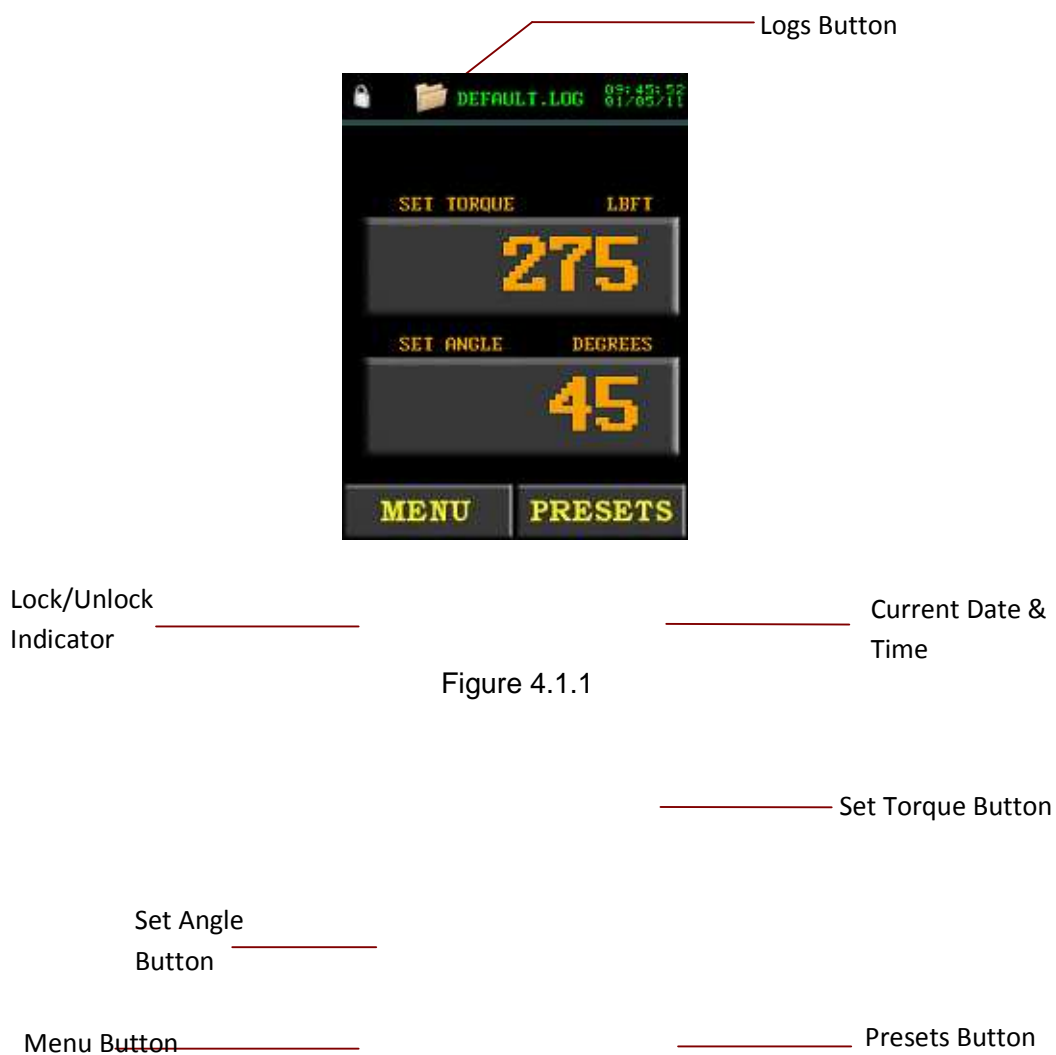 Logs Button
DEFAULT.LOG 09:45:52
01/05/11
SET TORQUE LBFT
275
SET ANGLE DEGREES
45
MENU PRESETS
Lock/Unlock
Indicator
Current Date &
Time
Figure 4.1.1
Set Torque Button
Set Angle
Button
Menu Button
Presets Button